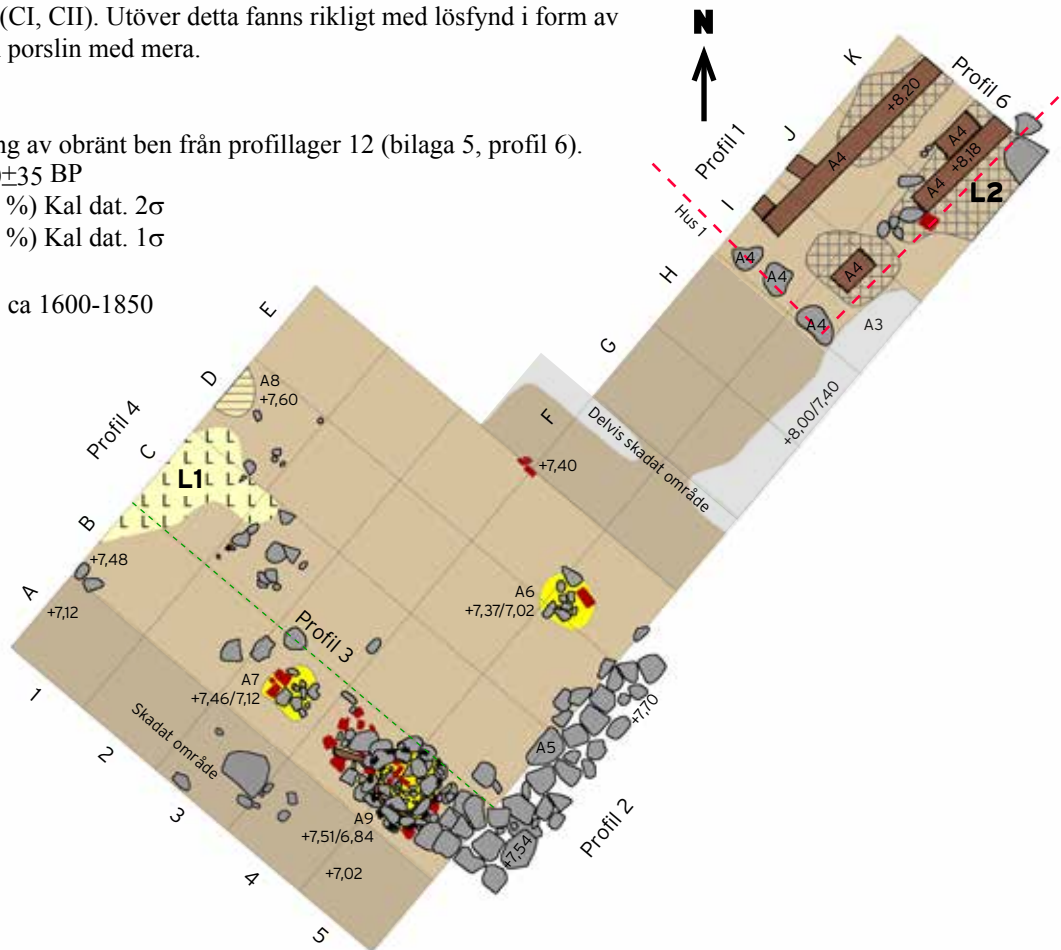 (CI, CII). Utöver detta fanns rikligt med lösfynd i form av
porslin med mera.
av obränt ben från profillager 12 (bilaga 5, profil 6).
±35 BP
%) Kal dat. 2σ
%) Kal dat. 1σ
ca 1600-1850
N
K
Profil 6
+8,20
J
Profil 1
A4
A4
+8,18
A4
L2
I
Hus 1
H
A4
A4
A4
A4
A3
G
+8,00/7,40
E
D
A8
+7,60
Profil 4
C
F
Delvis skadat område
+7,40
L1
B
+7,48
A
+7,12
A6
+7,37/7,02
Profil 3
1
A7
+7,46/7,12
Skadat område
+7,70
A5
2
3
Profil 2
A9
+7,51/6,84
+7,54
4
+7,02
5